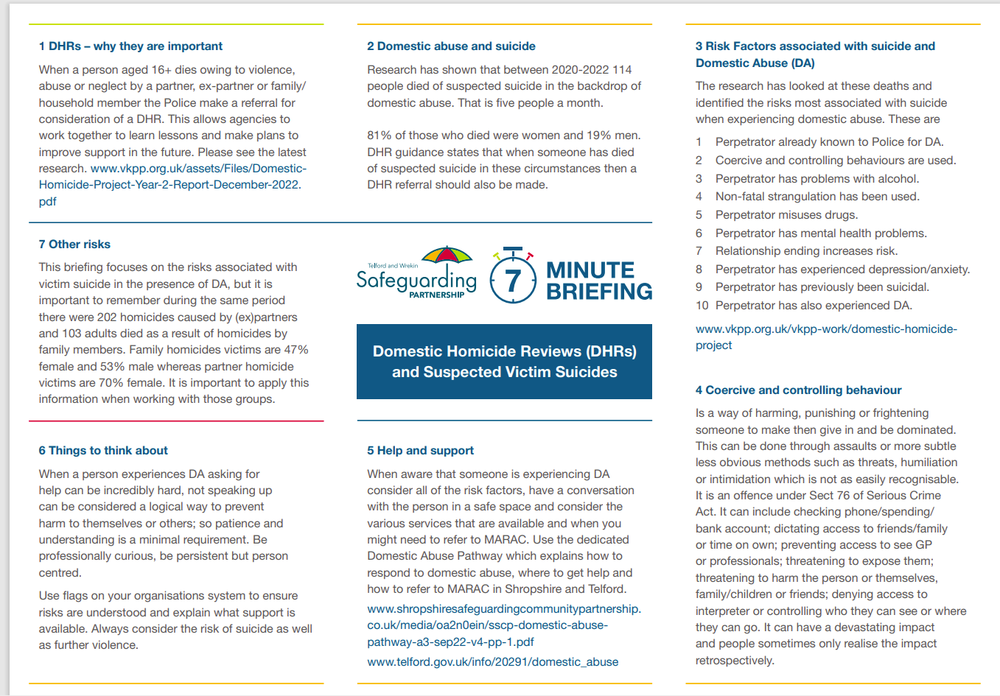 1 DHRs – why they are important
When a person aged 16+ dies owing to violence,
abuse or neglect by a partner, ex-partner or family/
household member the Police make a referral for
consideration of a DHR. This allows agencies to
work together to learn lessons and make plans to
improve support in the future. Please see the latest
research. www.vkpp.org.uk/assets/Files/Domestic-
Homicide-Project-Year-2-Report-December-2022.
pdf
2 Domestic abuse and suicide
Research has shown that between 2020-2022 114
people died of suspected suicide in the backdrop of
domestic abuse. That is five people a month.
81% of those who died were women and 19% men.
DHR guidance states that when someone has died
of suspected suicide in these circumstances then a
DHR referral should also be made.
3 Risk Factors associated with suicide and
Domestic Abuse (DA)
The research has looked at these deaths and
identified the risks most associated with suicide
when experiencing domestic abuse. These are
1 Perpetrator already known to Police for DA.
2 Coercive and controlling behaviours are used.
3 Perpetrator has problems with alcohol.
4 Non-fatal strangulation has been used.
5 Perpetrator misuses drugs.
6 Perpetrator has mental health problems.
7 Relationship ending increases risk.
8 Perpetrator has experienced depression/anxiety.
9 Perpetrator has previously been suicidal.
10 Perpetrator has also experienced DA.
www.vkpp.org.uk/vkpp-work/domestic-homicide-
project
4 Coercive and controlling behaviour
Is a way of harming, punishing or frightening
someone to make then give in and be dominated.
This can be done through assaults or more subtle
less obvious methods such as threats, humiliation
or intimidation which is not as easily recognisable.
It is an offence under Sect 76 of Serious Crime
Act. It can include checking phone/spending/
bank account; dictating access to friends/family
or time on own; preventing access to see GP
or professionals; threatening to expose them;
threatening to harm the person or themselves,
family/children or friends; denying access to
interpreter or controlling who they can see or where
they can go. It can have a devastating impact
and people sometimes only realise the impact
retrospectively.
7 Other risks
This briefing focuses on the risks associated with
victim suicide in the presence of DA, but it is
important to remember during the same period
there were 202 homicides caused by (ex)partners
and 103 adults died as a result of homicides by
family members. Family homicides victims are 47%
female and 53% male whereas partner homicide
victims are 70% female. It is important to apply this
information when working with those groups.
Telford and Wrekin
Safeguarding
PARTNERSHIP
7
MINUTE
BRIEFING
Domestic Homicide Reviews (DHRs)
and Suspected Victim Suicides
6 Things to think about
When a person experiences DA asking for
help can be incredibly hard, not speaking up
can be considered a logical way to prevent
harm to themselves or others; so patience and
understanding is a minimal requirement. Be
professionally curious, be persistent but person
centred.
Use flags on your organisations system to ensure
risks are understood and explain what support is
available. Always consider the risk of suicide as well
as further violence.
5 Help and support
When aware that someone is experiencing DA
consider all of the risk factors, have a conversation
with the person in a safe space and consider the
various services that are available and when you
might need to refer to MARAC. Use the dedicated
Domestic Abuse Pathway which explains how to
respond to domestic abuse, where to get help and
how to refer to MARAC in Shropshire and Telford.
www.shropshiresafeguardingcommunitypartnership.
co.uk/media/oa2n0ein/sscp-domestic-abuse-
pathway-a3-sep22-v4-pp-1.pdf
www.telford.gov.uk/info/20291/domestic_abuse